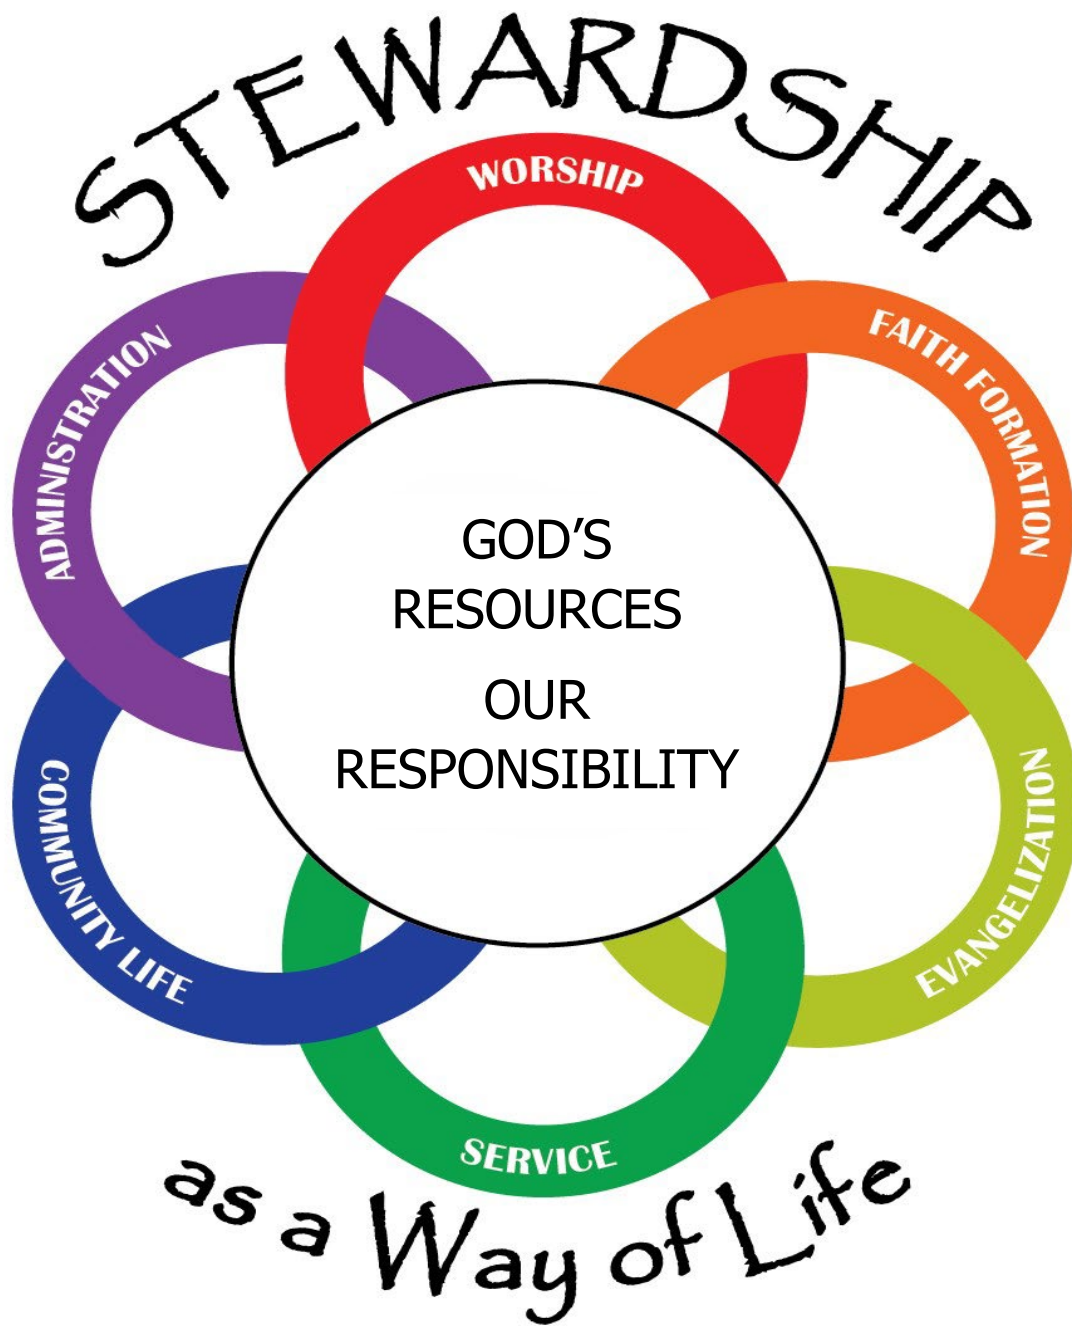 STEWARDSHIP
WORSHIP
FAITH FORMATION
ADMINISTRATION
GOD’S
RESOURCES
OUR
RESPONSIBILITY
EVANGELIZATION
COMMUNITY LIFE
SERVICE
as a Way of Life